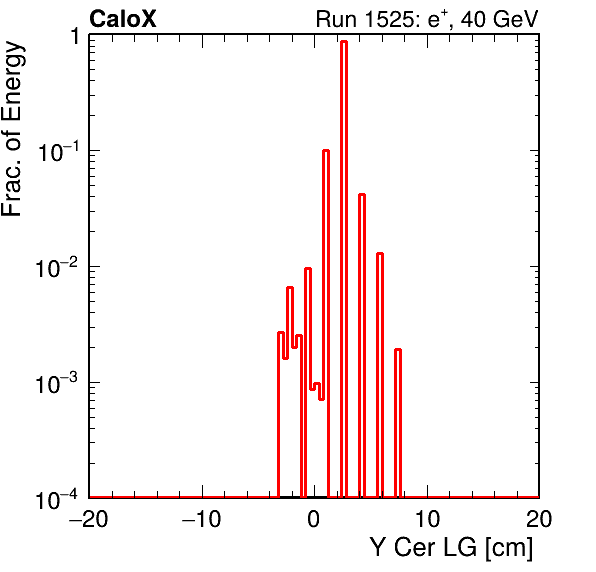 CaloX Run 1525: e⁺, 40 GeV
Frac. of Energy
1
10⁻¹
10⁻²
10⁻³
10⁻⁴
−20 −10 0 10 20
Y Cer LG [cm]